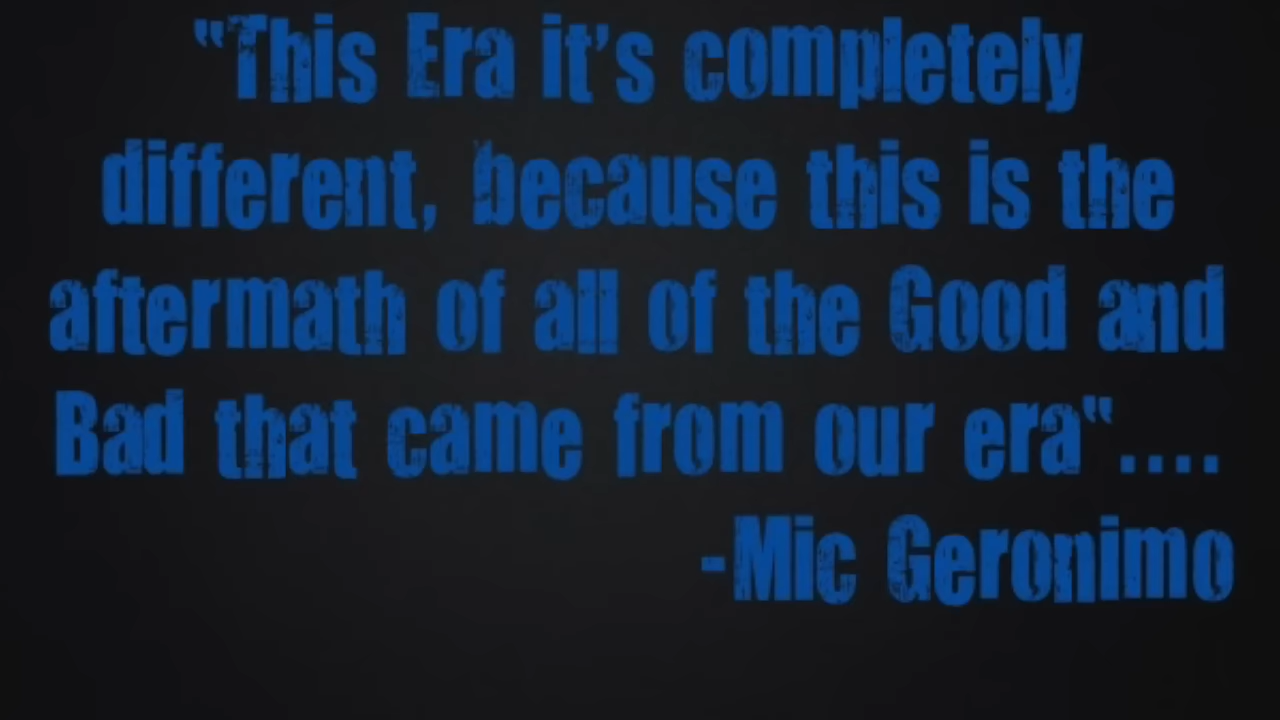 "This Era it's completely
different, because this is the
aftermath of all of the Good and
Bad that came from our era"....
-Mic Geronimo